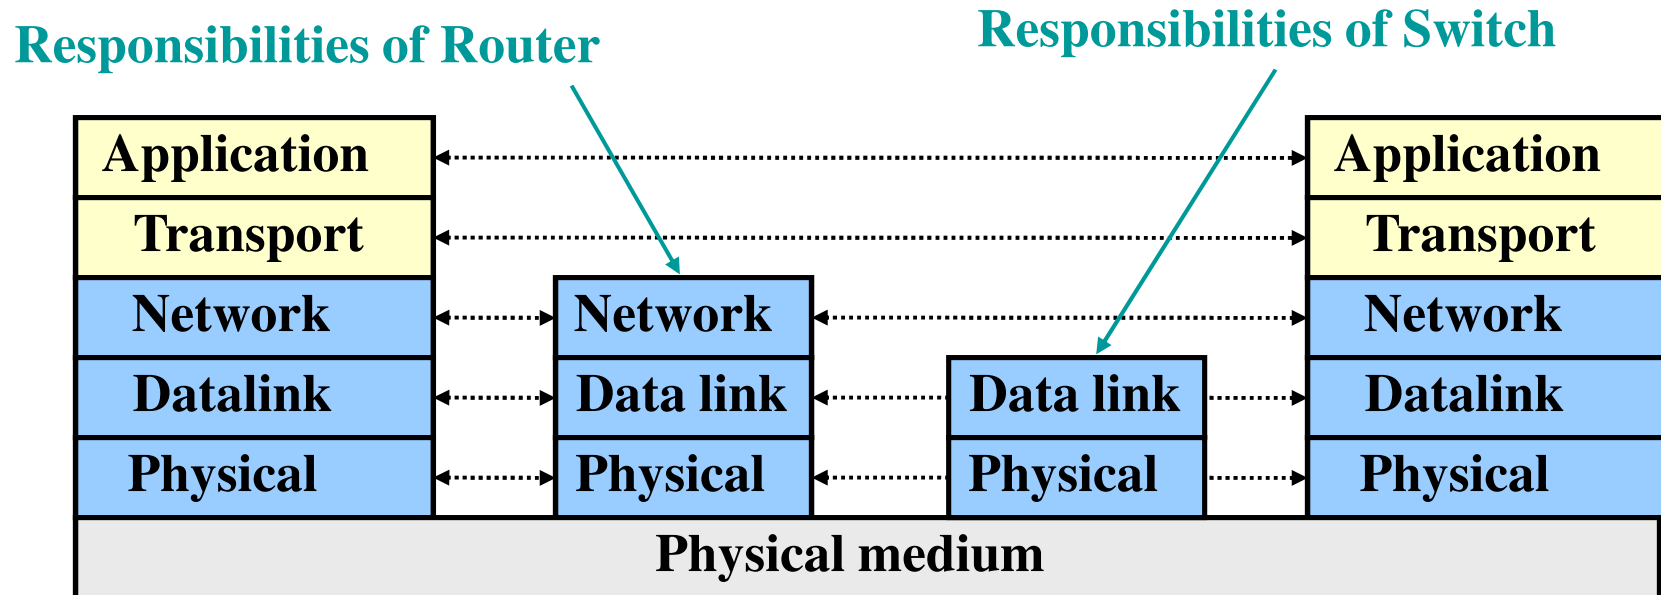 Responsibilities of Router
Responsibilities of Switch
Application
Application
Transport
Transport
Network
Network
Network
Datalink
Data link
Data link
Datalink
Physical
Physical
Physical
Physical
Physical medium